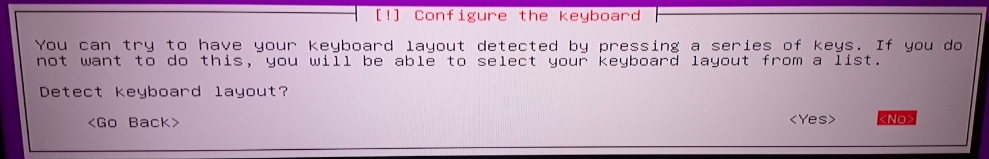 [!] Configure the keyboard
You can try to have your keyboard layout detected by pressing a series of keys. If you do
not want to do this, you will be able to select your keyboard layout from a list.
Detect keyboard layout?
<Go Back> <Yes> <No>